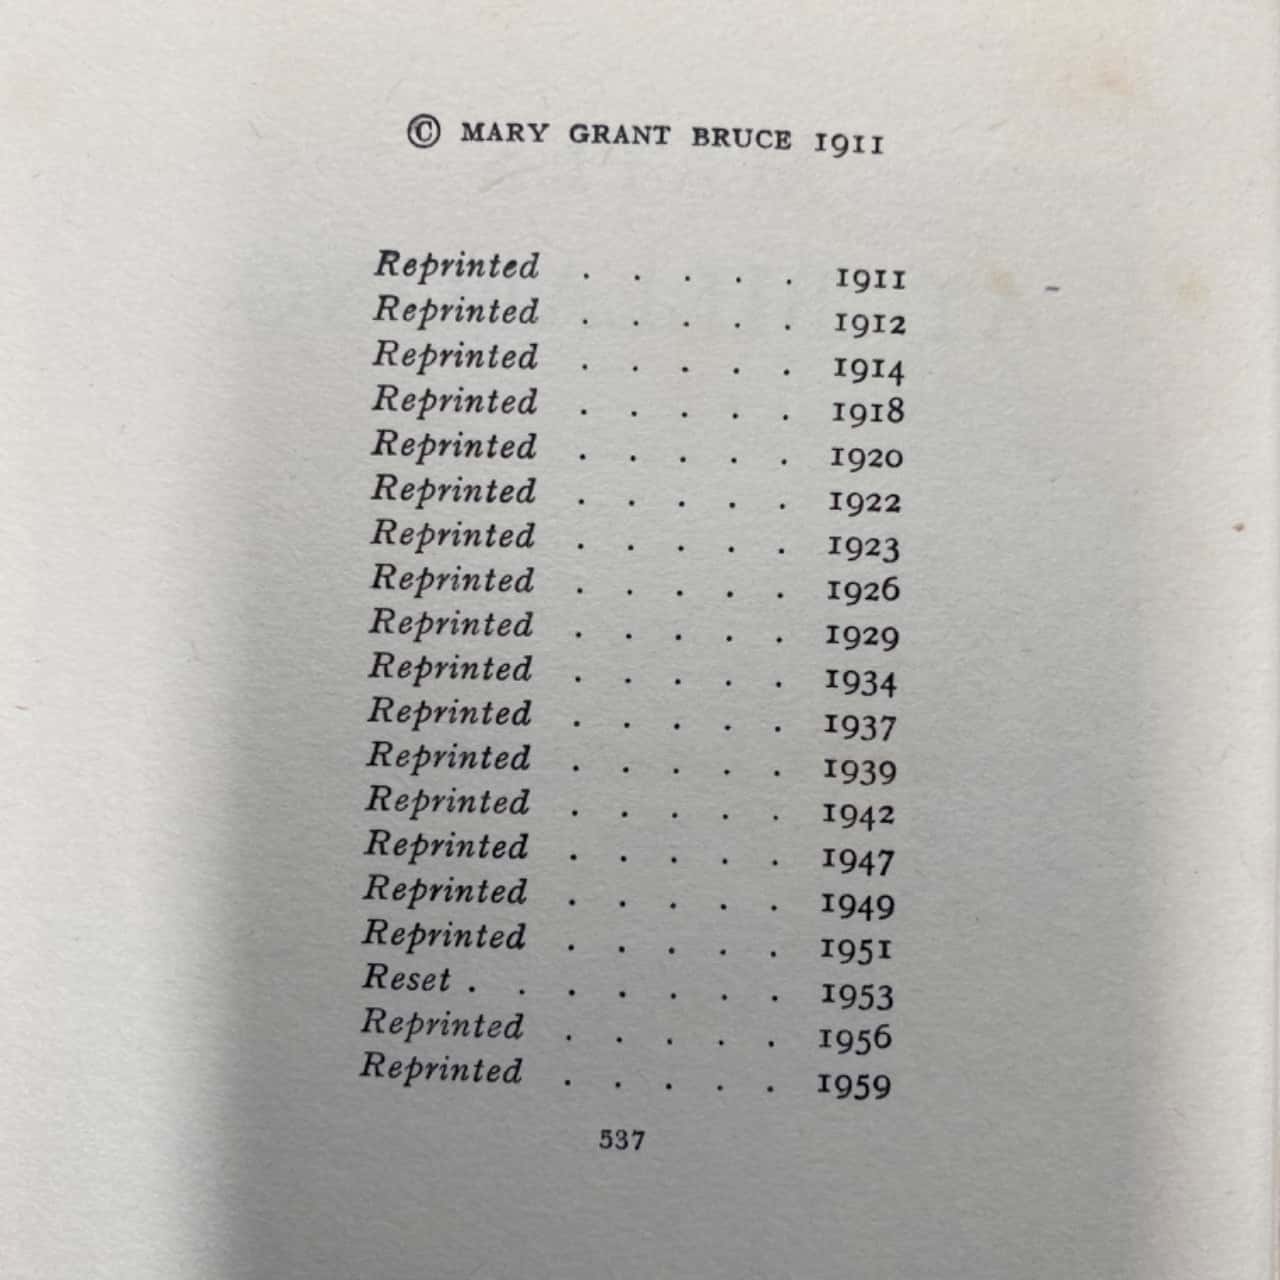 © MARY GRANT BRUCE 1911
Reprinted . . . . . 1911
Reprinted . . . . . 1912
Reprinted . . . . . 1914
Reprinted . . . . . 1918
Reprinted . . . . . 1920
Reprinted . . . . . 1922
Reprinted . . . . . 1923
Reprinted . . . . . 1926
Reprinted . . . . . 1929
Reprinted . . . . . 1934
Reprinted . . . . . 1937
Reprinted . . . . . 1939
Reprinted . . . . . 1942
Reprinted . . . . . 1947
Reprinted . . . . . 1949
Reprinted . . . . . 1951
Reset . . . . . . . 1953
Reprinted . . . . . 1956
Reprinted . . . . . 1959
537